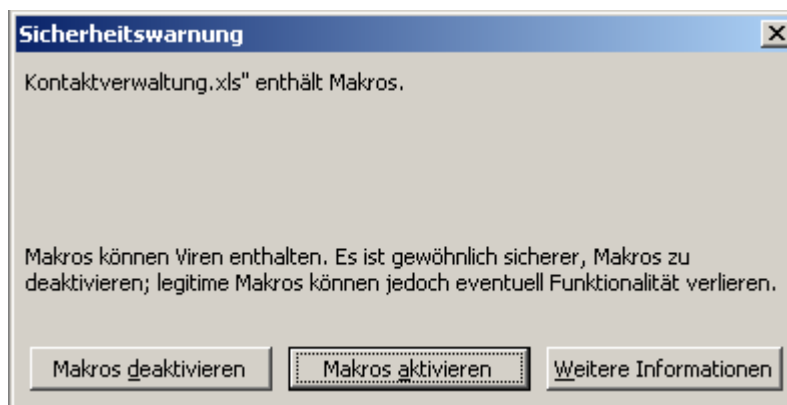 Sicherheitswarnung
Kontaktverwaltung.xls" enthält Makros.
Makros können Viren enthalten. Es ist gewöhnlich sicherer, Makros zu
deaktivieren; legitime Makros können jedoch eventuell Funktionalität verlieren.
Makros deaktivieren Makros aktivieren Weitere Informationen